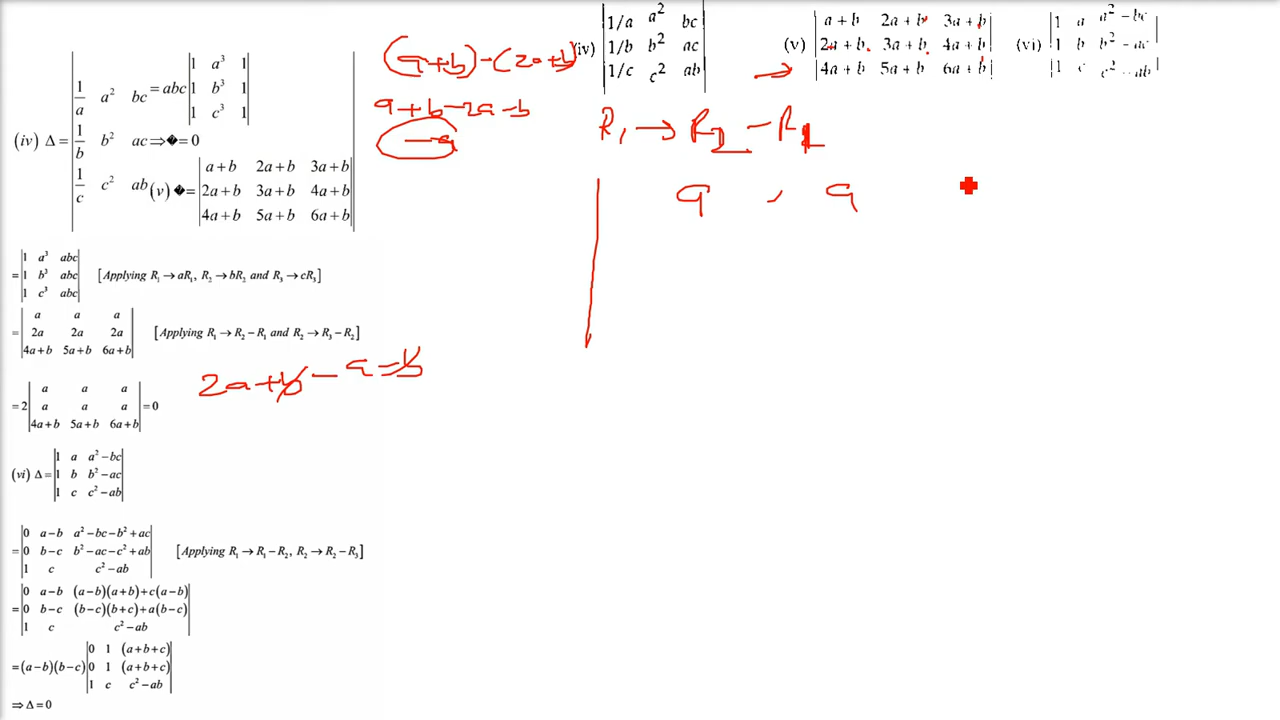 (iv) Δ = | 1/a a² bc | = abc | 1 a³ 1 |
| 1/b b² ac | | 1 b³ 1 | ⇒ � = 0
| 1/c c² ab | | 1 c³ 1 |
(v) � = | a+b 2a+b 3a+b |
| 2a+b 3a+b 4a+b |
| 4a+b 5a+b 6a+b |
= | 1 a³ abc |
| 1 b³ abc | [Applying R₁ → aR₁, R₂ → bR₂ and R₃ → cR₃]
| 1 c³ abc |
= | a a a |
| 2a 2a 2a | [Applying R₁ → R₂ − R₁ and R₂ → R₃ − R₂]
| 4a+b 5a+b 6a+b |
= 2 | a a a |
| a a a | = 0
| 4a+b 5a+b 6a+b |
(vi) Δ = | 1 a a²−bc |
| 1 b b²−ac |
| 1 c c²−ab |
= | 0 a−b a²−bc−b²+ac |
| 0 b−c b²−ac−c²+ab | [Applying R₁ → R₁ − R₂, R₂ → R₂ − R₃]
| 1 c c²−ab |
= | 0 a−b (a−b)(a+b)+c(a−b) |
| 0 b−c (b−c)(b+c)+a(b−c) |
| 1 c c²−ab |
= (a−b)(b−c) | 0 1 (a+b+c) |
| 0 1 (a+b+c) |
| 1 c c²−ab |
⇒ Δ = 0
(a+b) − (2a+b)
a+b−2a−b
−a
2a+b − a = b
(iv) | 1/a a² bc |
| 1/b b² ac |
| 1/c c² ab |
(v) | a+b 2a+b 3a+b |
| 2a+b 3a+b 4a+b |
| 4a+b 5a+b 6a+b |
(vi) | 1 a a²−bc |
| 1 b b²−ac |
| 1 c c²−ab |
R₁ → R₂ − R₁
a , a